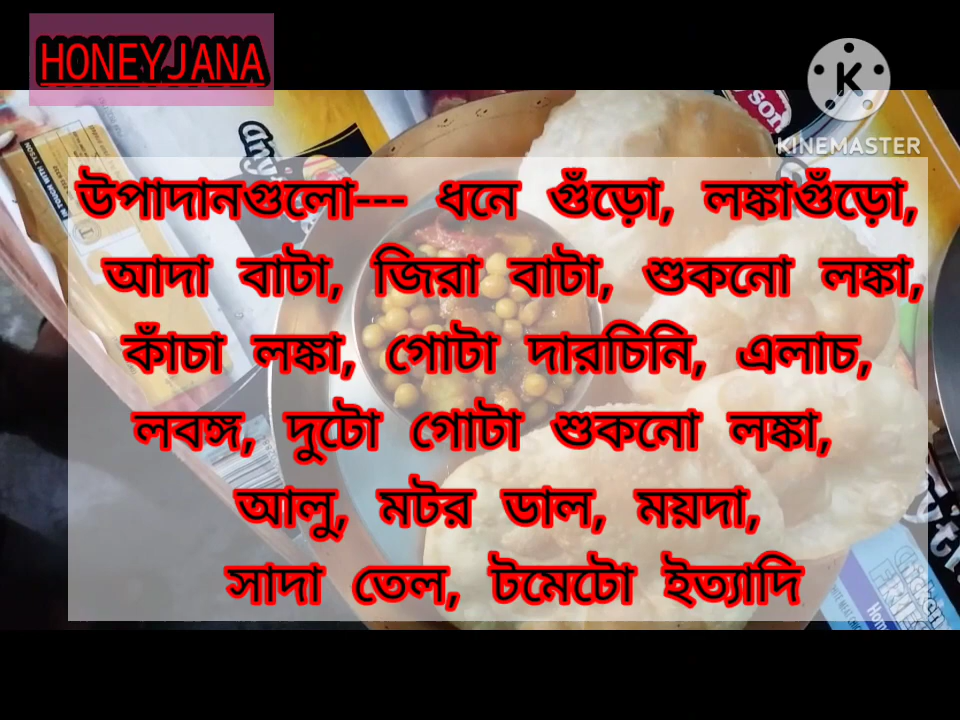 HONEYJANA
KINEMASTER
উপাদানগুলো--- ধনে গুঁড়ো, লঙ্কাগুঁড়ো,
আদা বাটা, জিরা বাটা, শুকনো লঙ্কা,
কাঁচা লঙ্কা, গোটা দারচিনি, এলাচ,
লবঙ্গ, দুটো গোটা শুকনো লঙ্কা,
আলু, মটর ডাল, ময়দা,
সাদা তেল, টমেটো ইত্যাদি